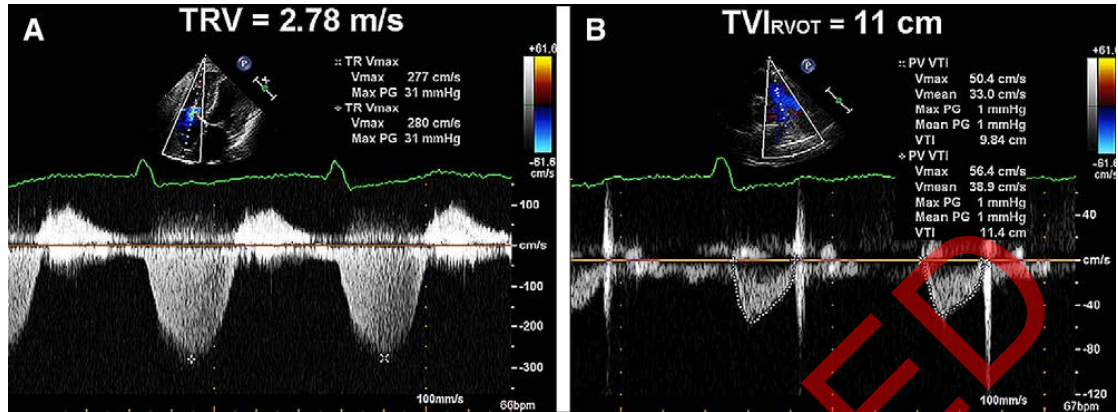 A
TRV = 2.78 m/s
P
TR Vmax
Vmax 277 cm/s
Max PG 31 mmHg
TR Vmax
Vmax 280 cm/s
Max PG 31 mmHg
+61.6
-61.6
cm/s
100
cm/s
-100
-200
-300
100mm/s
66bpm
B
TVIRVOT = 11 cm
P
PV VTI
Vmax 50.4 cm/s
Vmean 33.0 cm/s
Max PG 1 mmHg
Mean PG 1 mmHg
VTI 9.84 cm
PV VTI
Vmax 56.4 cm/s
Vmean 38.9 cm/s
Max PG 1 mmHg
Mean PG 1 mmHg
VTI 11.4 cm
+61.6
-61.6
cm/s
40
cm/s
-40
-80
-120
100mm/s
67bpm
ED